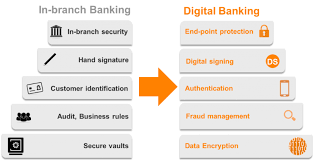 In-branch Banking
Digital Banking
In-branch security
End-point protection
Hand signature
Digital signing
DS
Customer identification
Authentication
Audit, Business rules
Fraud management
Secure vaults
Data Encryption